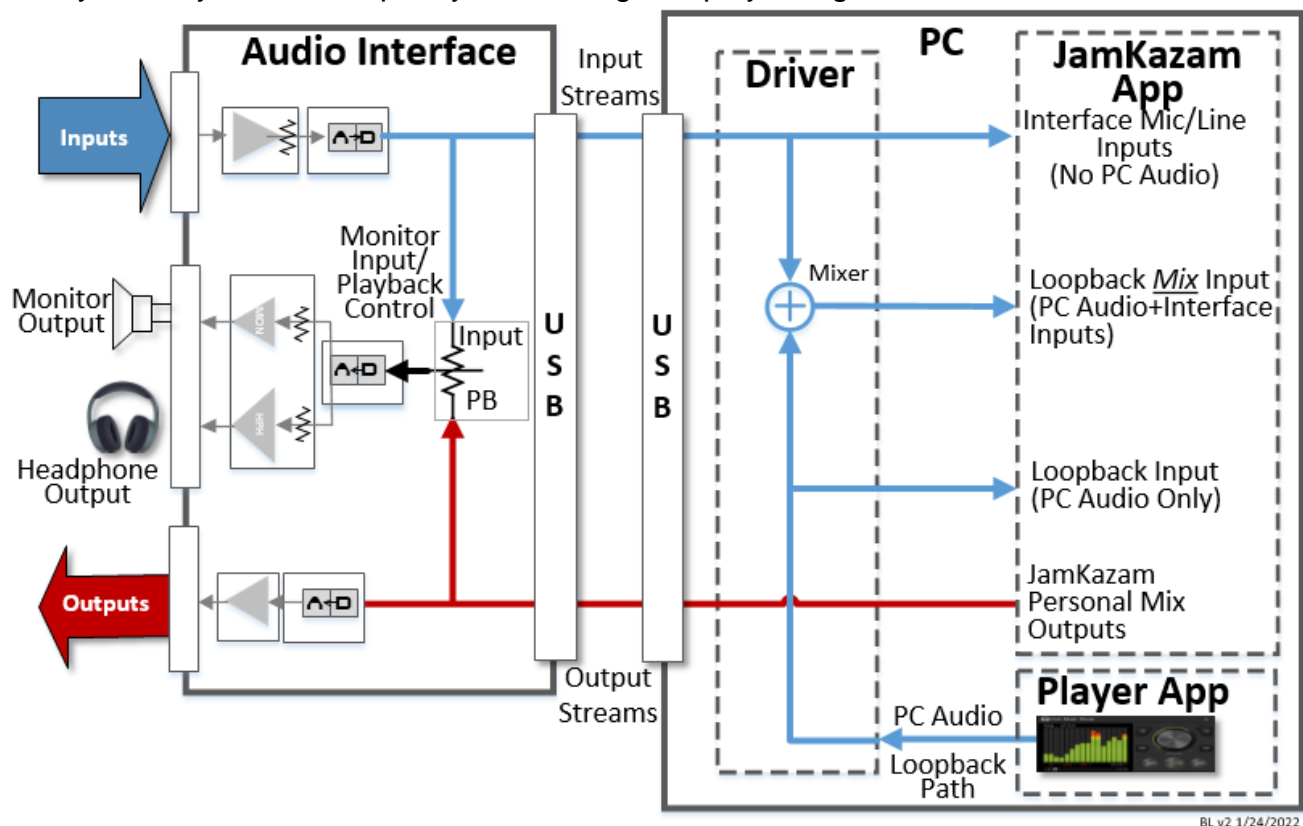 Audio Interface
Inputs
Monitor
Input/
Playback
Control
Input
PB
Monitor
Output
MON
HPH
Headphone
Output
Outputs
A D
A D
A D
Input
Streams
U
S
B
U
S
B
Output
Streams
PC
Driver
Mixer
JamKazam
App
Interface Mic/Line
Inputs
(No PC Audio)
Loopback Mix Input
(PC Audio+Interface
Inputs)
Loopback Input
(PC Audio Only)
JamKazam
Personal Mix
Outputs
Player App
PC Audio
Loopback
Path
BL v2 1/24/2022